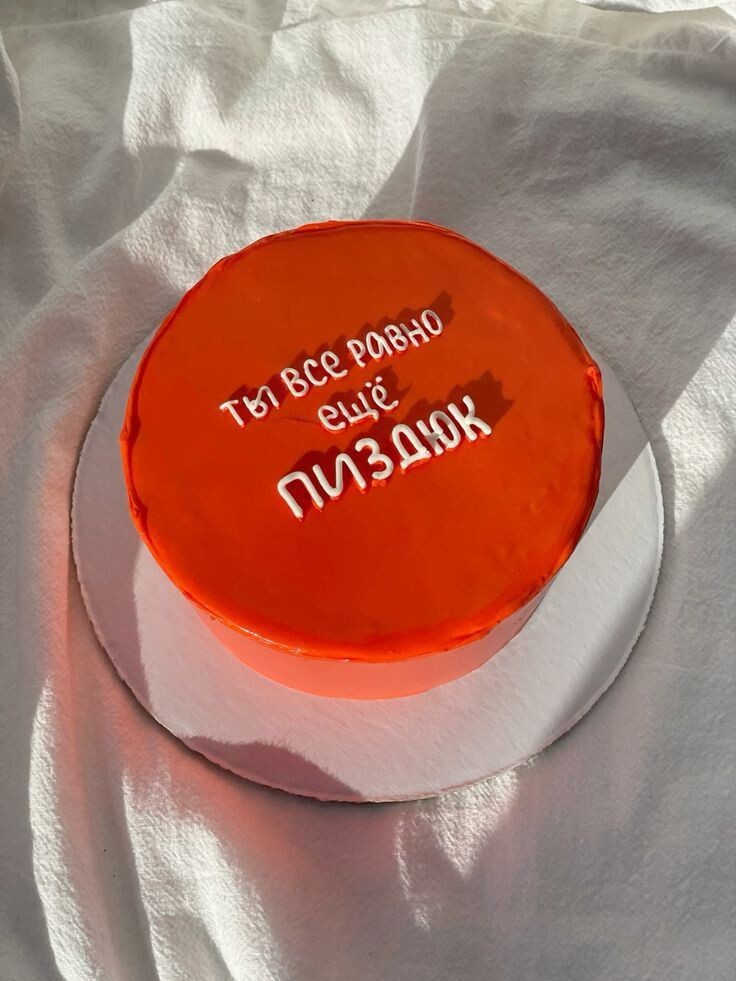 ты все равно
ещё
пиздюк